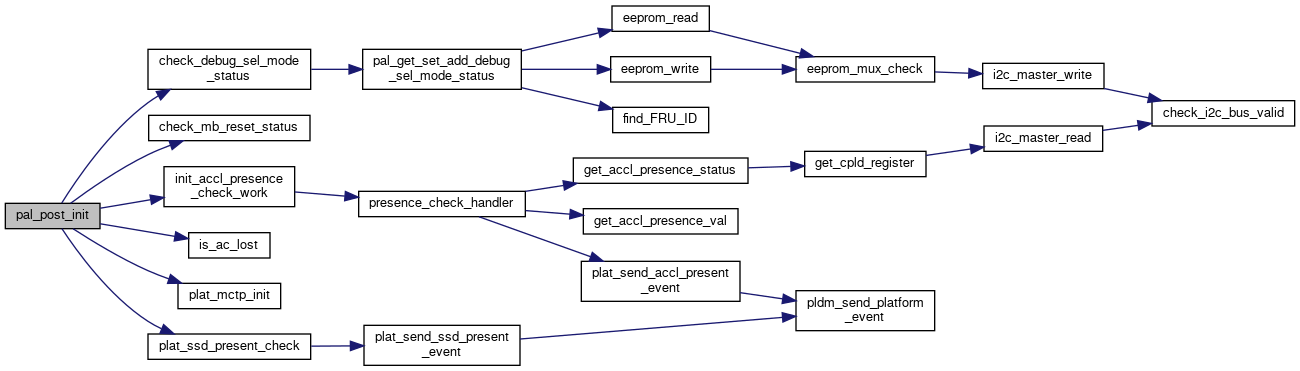 pal_post_init
check_debug_sel_mode
_status
check_mb_reset_status
init_accl_presence
_check_work
is_ac_lost
plat_mctp_init
plat_ssd_present_check
pal_get_set_add_debug
_sel_mode_status
presence_check_handler
plat_send_ssd_present
_event
eeprom_read
eeprom_write
find_FRU_ID
get_accl_presence_status
get_accl_presence_val
plat_send_accl_present
_event
eeprom_mux_check
get_cpld_register
pldm_send_platform
_event
i2c_master_write
i2c_master_read
check_i2c_bus_valid